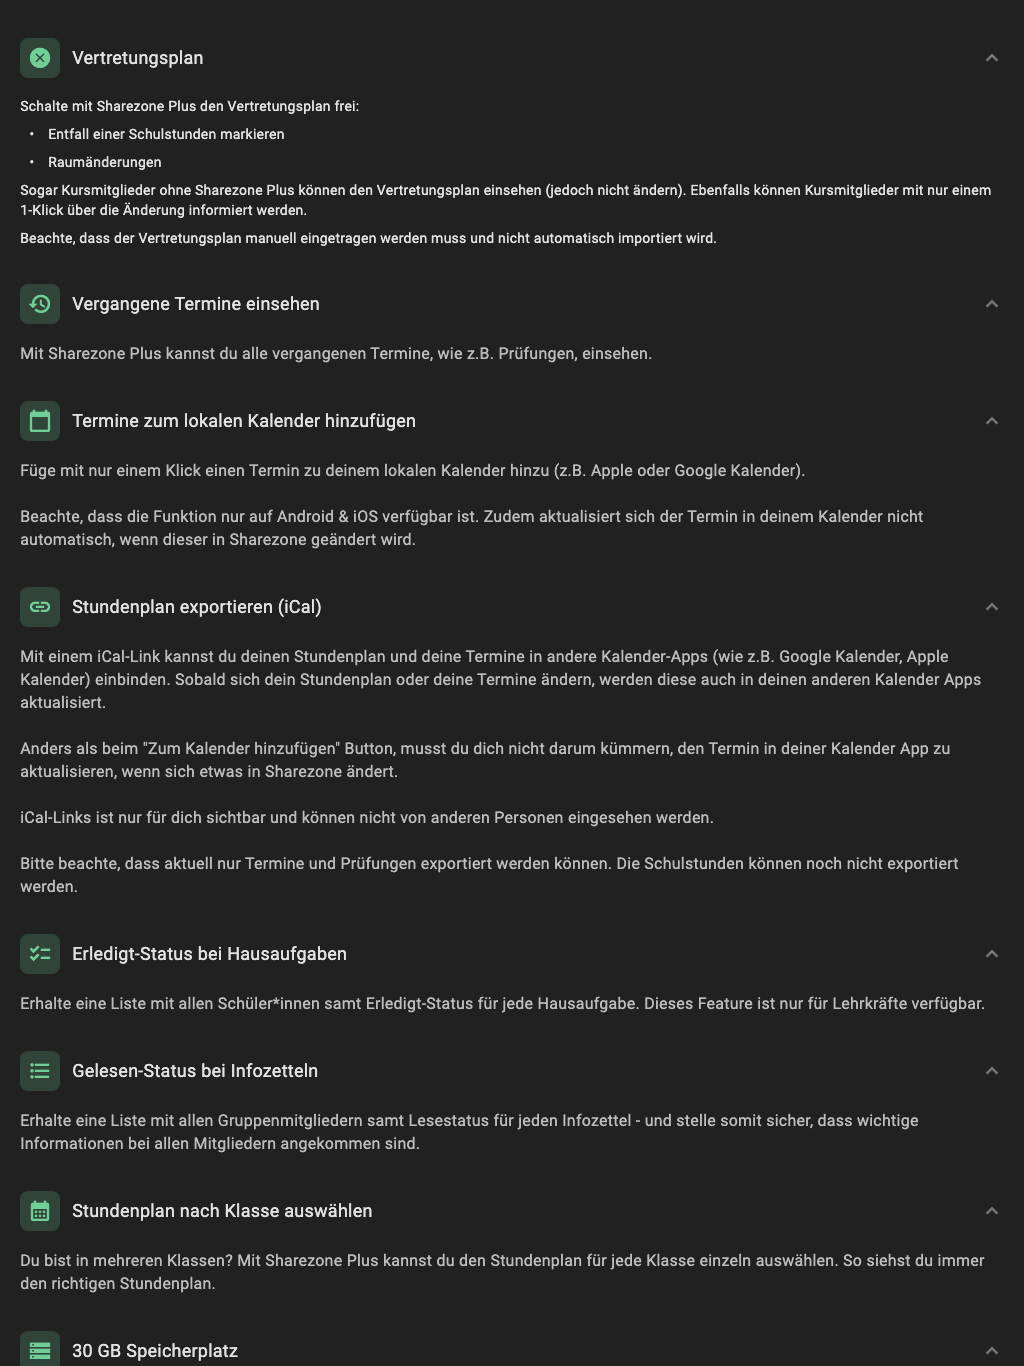 Vertretungsplan
Schalte mit Sharezone Plus den Vertretungsplan frei:
• Entfall einer Schulstunden markieren
• Raumänderungen
Sogar Kursmitglieder ohne Sharezone Plus können den Vertretungsplan einsehen (jedoch nicht ändern). Ebenfalls können Kursmitglieder mit nur einem
1-Klick über die Änderung informiert werden.
Beachte, dass der Vertretungsplan manuell eingetragen werden muss und nicht automatisch importiert wird.
Vergangene Termine einsehen
Mit Sharezone Plus kannst du alle vergangenen Termine, wie z.B. Prüfungen, einsehen.
Termine zum lokalen Kalender hinzufügen
Füge mit nur einem Klick einen Termin zu deinem lokalen Kalender hinzu (z.B. Apple oder Google Kalender).
Beachte, dass die Funktion nur auf Android & iOS verfügbar ist. Zudem aktualisiert sich der Termin in deinem Kalender nicht
automatisch, wenn dieser in Sharezone geändert wird.
Stundenplan exportieren (iCal)
Mit einem iCal-Link kannst du deinen Stundenplan und deine Termine in andere Kalender-Apps (wie z.B. Google Kalender, Apple
Kalender) einbinden. Sobald sich dein Stundenplan oder deine Termine ändern, werden diese auch in deinen anderen Kalender Apps
aktualisiert.
Anders als beim "Zum Kalender hinzufügen" Button, musst du dich nicht darum kümmern, den Termin in deiner Kalender App zu
aktualisieren, wenn sich etwas in Sharezone ändert.
iCal-Links ist nur für dich sichtbar und können nicht von anderen Personen eingesehen werden.
Bitte beachte, dass aktuell nur Termine und Prüfungen exportiert werden können. Die Schulstunden können noch nicht exportiert
werden.
Erledigt-Status bei Hausaufgaben
Erhalte eine Liste mit allen Schüler*innen samt Erledigt-Status für jede Hausaufgabe. Dieses Feature ist nur für Lehrkräfte verfügbar.
Gelesen-Status bei Infozetteln
Erhalte eine Liste mit allen Gruppenmitgliedern samt Lesestatus für jeden Infozettel - und stelle somit sicher, dass wichtige
Informationen bei allen Mitgliedern angekommen sind.
Stundenplan nach Klasse auswählen
Du bist in mehreren Klassen? Mit Sharezone Plus kannst du den Stundenplan für jede Klasse einzeln auswählen. So siehst du immer
den richtigen Stundenplan.
30 GB Speicherplatz